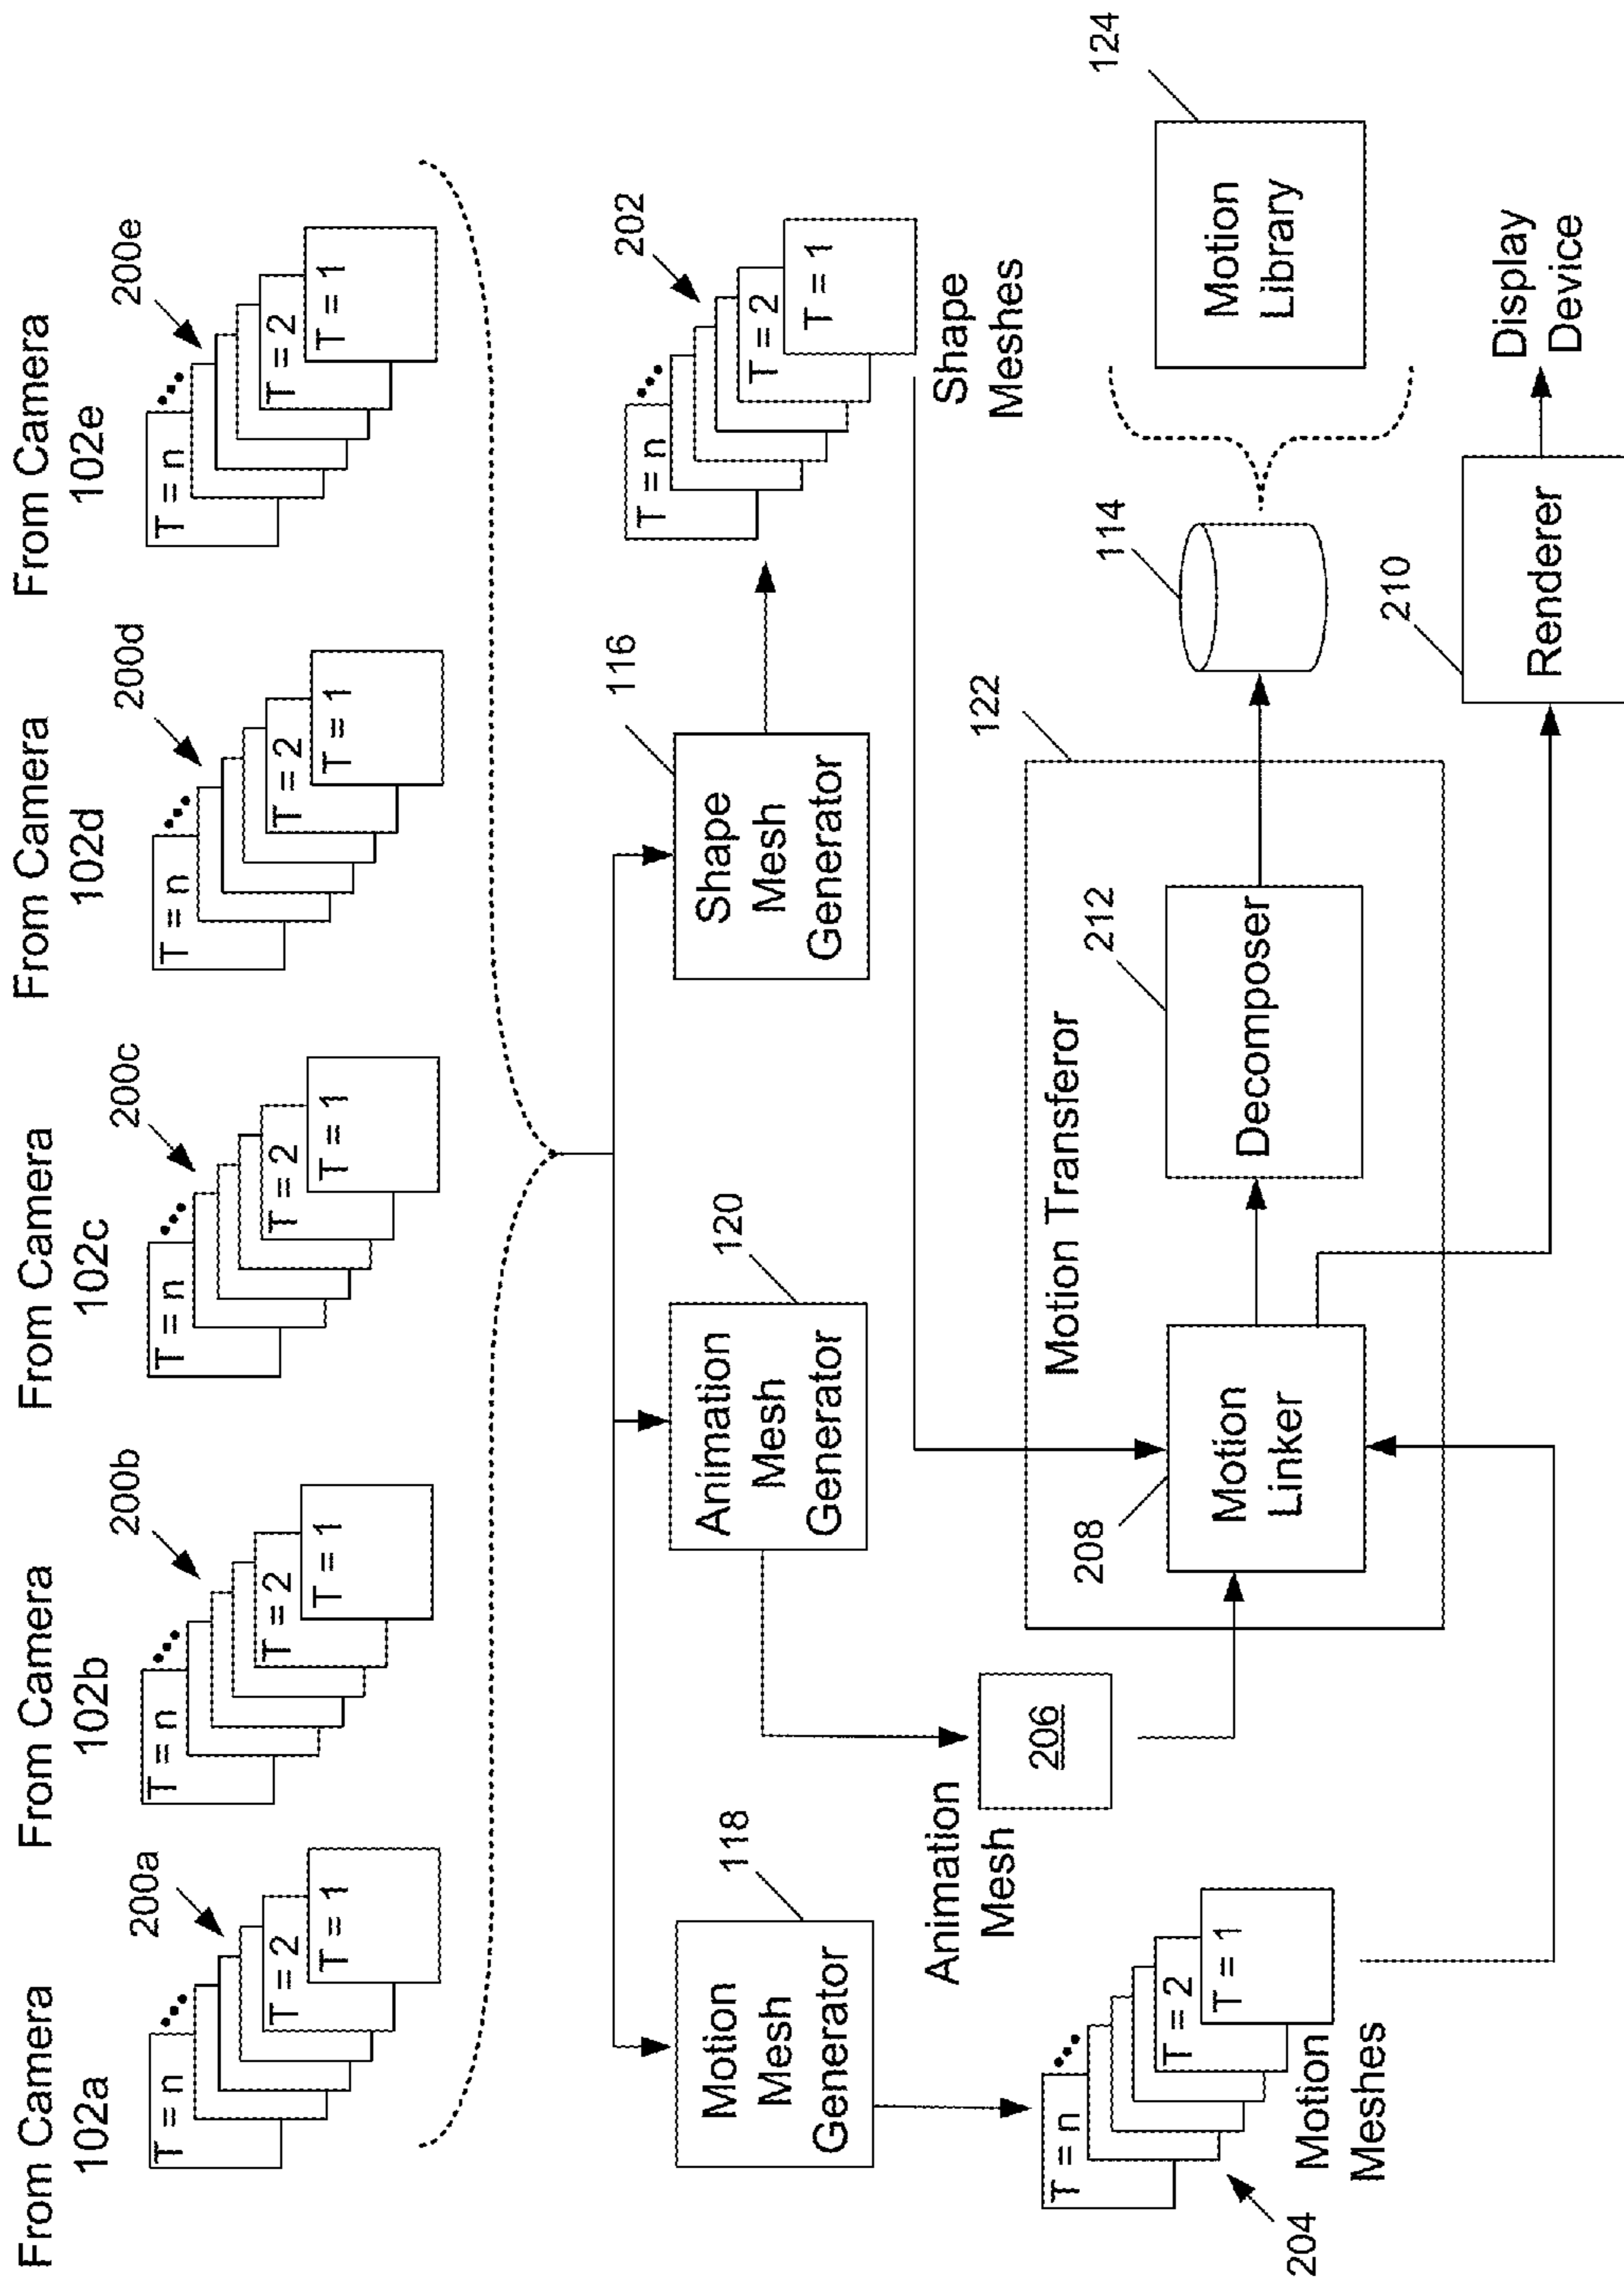 From Camera
102a
From Camera
102b
From Camera
102c
From Camera
102d
From Camera
102e
200a
T = n
T = 2
T = 1
200b
T = n
T = 2
T = 1
200c
T = n
T = 2
T = 1
200d
T = n
T = 2
T = 1
200e
T = n
T = 2
T = 1
118
Motion
Mesh
Generator
120
Animation
Mesh
Generator
116
Shape
Mesh
Generator
202
T = n
T = 2
T = 1
Shape
Meshes
Animation
Mesh
206
T = n
T = 2
T = 1
204
Motion
Meshes
122
Motion Transferor
208
Motion
Linker
212
Decomposer
114
124
Motion
Library
210
Renderer
Display
Device